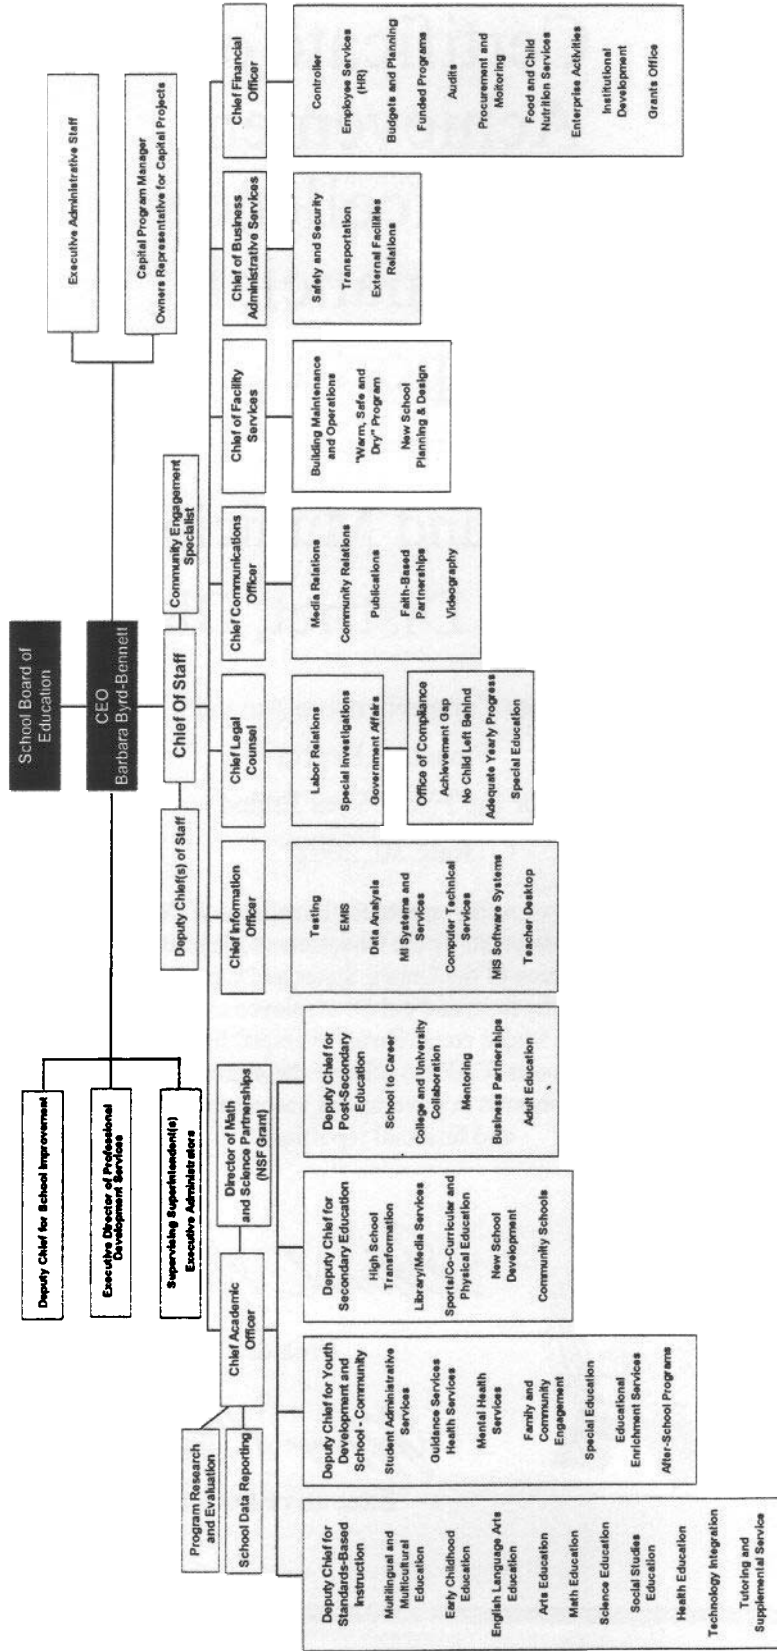 School Board of
Education
CEO
Barbara Byrd-Bennett
Executive Administrative Staff
Capital Program Manager
Owners Representative for Capital Projects
Deputy Chief for School Improvement
Executive Director of Professional
Development Services
Supervising Superintendent(s)
Executive Administrators
Deputy Chief(s) of Staff
Chief Of Staff
Community Engagement
Specialist
Program Research
and Evaluation
School Data Reporting
Chief Academic
Officer
Director of Math
and Science Partnerships
(NSF Grant)
Chief Information
Officer
Chief Legal
Counsel
Chief Communications
Officer
Chief of Facility
Services
Chief of Business
Administrative Services
Chief Financial
Officer
Deputy Chief for
Standards-Based
Instruction
Multilingual and
Multicultural
Education
Early Childhood
Education
English Language Arts
Education
Arts Education
Math Education
Science Education
Social Studies
Education
Health Education
Technology Integration
Tutoring and
Supplemental Service
Deputy Chief for Youth
Development and
School - Community
Student Administrative
Services
Guidance Services
Health Services
Mental Health
Services
Family and
Community
Engagement
Special Education
Educational
Enrichment Services
After-School Programs
Deputy Chief for
Secondary Education
High School
Transformation
Library/Media Services
Sports/Co-Curricular and
Physical Education
New School
Development
Community Schools
Deputy Chief for
Post-Secondary
Education
School to Career
College and University
Collaboration
Mentoring
Business Partnerships
Adult Education
Testing
EMIS
Data Analysis
MI Systems and
Services
Computer Technical
Services
MIS Software Systems
Teacher Desktop
Labor Relations
Special Investigations
Government Affairs
Office of Compliance
Achievement Gap
No Child Left Behind
Adequate Yearly Progress
Special Education
Media Relations
Community Relations
Publications
Faith-Based
Partnerships
Videography
Building Maintenance
and Operations
"Warm, Safe and
Dry" Program
New School
Planning & Design
Safety and Security
Transportation
External Facilities
Relations
Controller
Employee Services
(HR)
Budgets and Planning
Funded Programs
Audits
Procurement and
Moitoring
Food and Child
Nutrition Services
Enterprise Activities
Institutional
Development
Grants Office